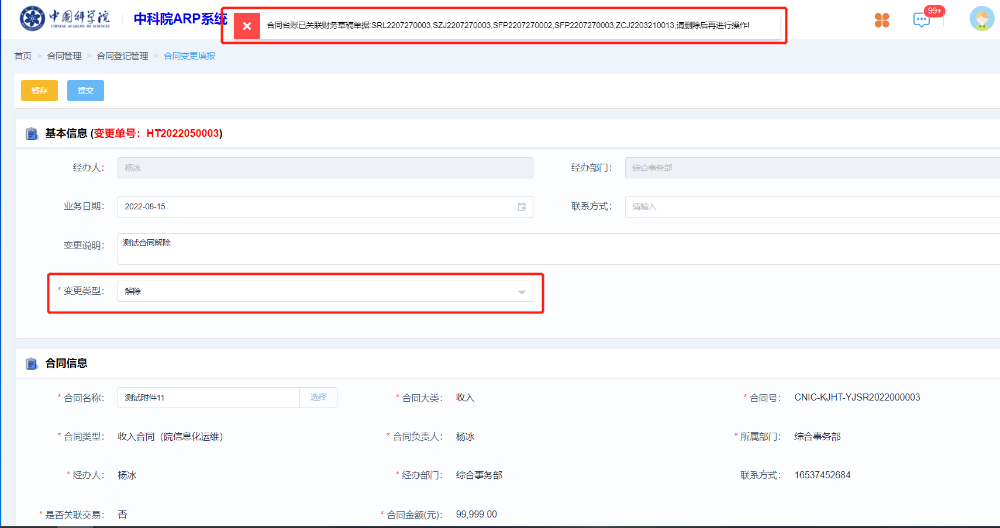 中国科学院
CHINESE ACADEMY OF SCIENCES
中科院ARP系统
合同台账已关联财务草稿单据:SRL2207270003,SZJ2207270003,SFP2207270002,SFP2207270003,ZCJ2203210013,请删除后再进行操作!
99+
首页 > 合同管理 > 合同登记管理 > 合同变更填报
暂存 提交
基本信息 (变更单号：HT2022050003)
经办人： 杨冰 经办部门： 综合事务部
业务日期： 2022-08-15 联系方式： 请输入
变更说明： 测试合同解除
* 变更类型： 解除
合同信息
* 合同名称： 测试附件11 选择 * 合同大类： 收入 * 合同号： CNIC-KJHT-YJSR2022000003
* 合同类型： 收入合同（院信息化运维） * 合同负责人： 杨冰 * 所属部门： 综合事务部
* 经办人： 杨冰 * 经办部门： 综合事务部 联系方式： 16537452684
* 是否关联交易： 否 * 合同金额(元)： 99,999.00